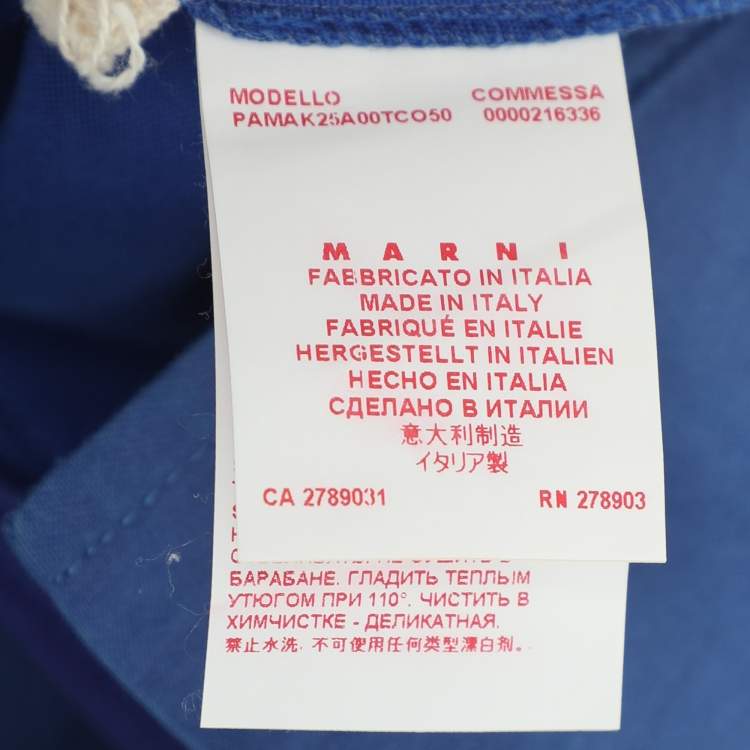 MODELLO COMMESSA
PAMAK25A00TCO50 0000216336
MARNI
FABBRICATO IN ITALIA
MADE IN ITALY
FABRIQUÉ EN ITALIE
HERGESTELLT IN ITALIEN
HECHO EN ITALIA
СДЕЛАНО В ИТАЛИИ
意大利制造
イタリア製
CA 2789031 RN 278903
БАРАБАНЕ. ГЛАДИТЬ ТЕПЛЫМ
УТЮГОМ ПРИ 110°. ЧИСТИТЬ В
ХИМЧИСТКЕ - ДЕЛИКАТНАЯ.
禁止水洗. 不可使用任何类型漂白剂。